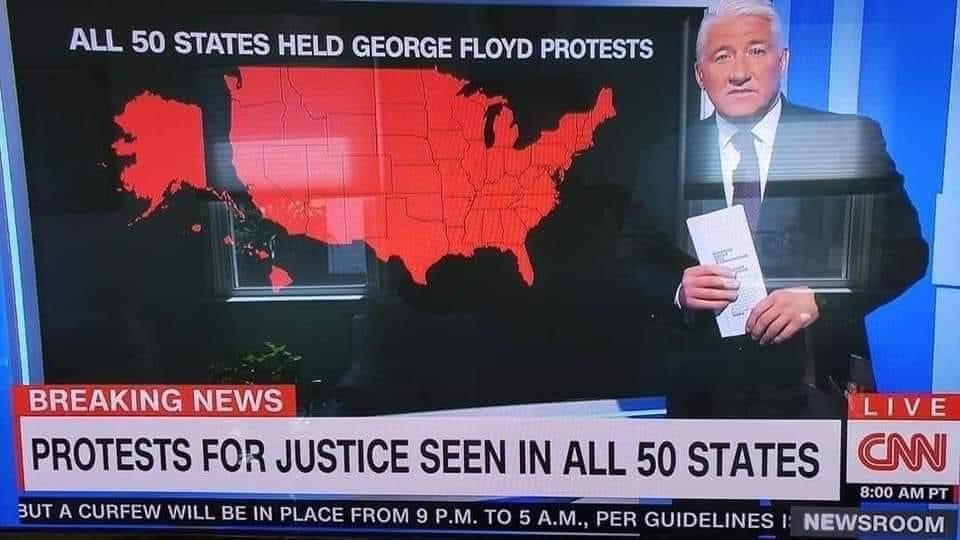 ALL 50 STATES HELD GEORGE FLOYD PROTESTS
BREAKING NEWS
PROTESTS FOR JUSTICE SEEN IN ALL 50 STATES
LIVE
CNN
8:00 AM PT
BUT A CURFEW WILL BE IN PLACE FROM 9 P.M. TO 5 A.M., PER GUIDELINES
NEWSROOM